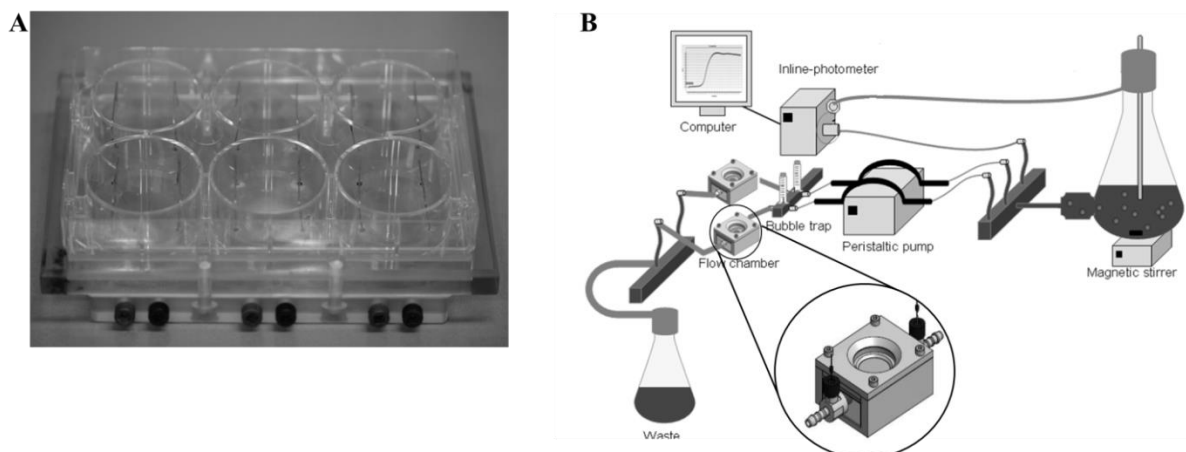 A
B
Inline-photometer
Computer
Bubble trap
Peristaltic pump
Flow chamber
Magnetic stirrer
Waste